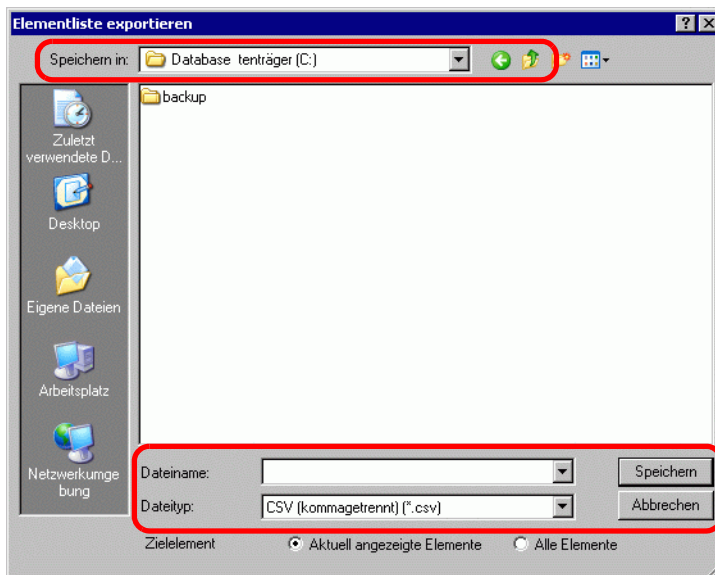 Elementliste exportieren
Speichern in: Database tenträger (C:)
backup
Zuletzt
verwendete D...
Desktop
Eigene Dateien
Arbeitsplatz
Netzwerkumge
bung
Dateiname: Speichern
Dateityp: CSV (kommagetrennt) (*.csv) Abbrechen
Zielelement Aktuell angezeigte Elemente Alle Elemente